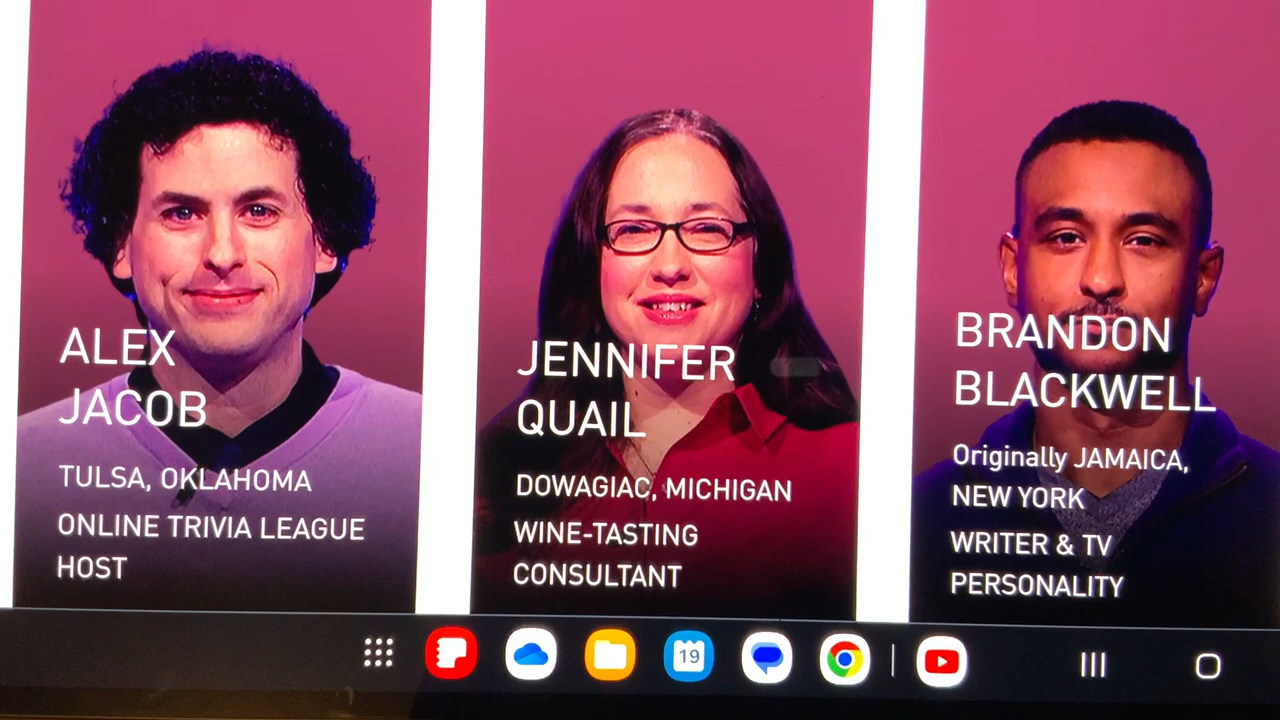 ALEX
JACOB
TULSA, OKLAHOMA
ONLINE TRIVIA LEAGUE
HOST
JENNIFER
QUAIL
DOWAGIAC, MICHIGAN
WINE-TASTING
CONSULTANT
BRANDON
BLACKWELL
Originally JAMAICA,
NEW YORK
WRITER & TV
PERSONALITY
19